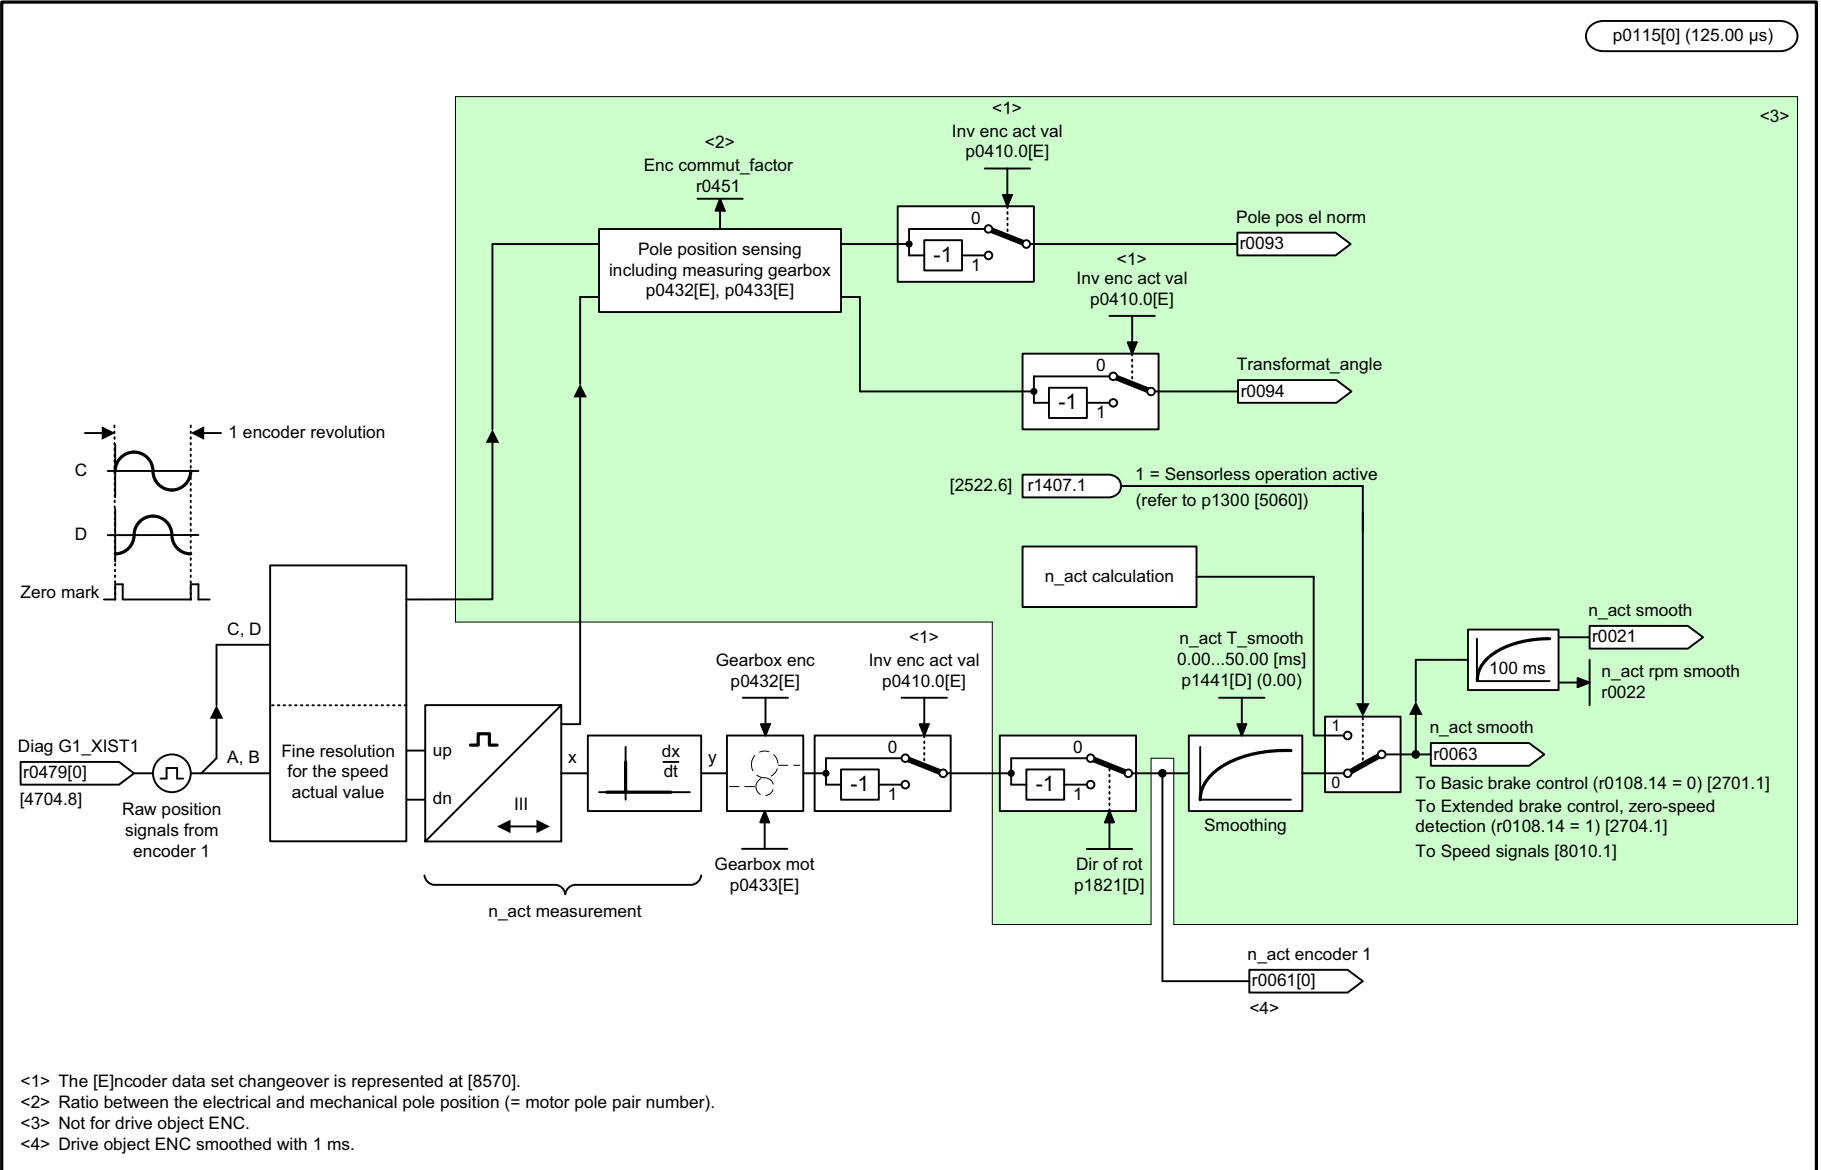 p0115[0] (125.00 µs)
<1>
<3>
Inv enc act val
p0410.0[E]
<2>
Enc commut_factor
r0451
0
-1
1
Pole pos el norm
r0093
Pole position sensing
including measuring gearbox
p0432[E], p0433[E]
<1>
Inv enc act val
p0410.0[E]
0
-1
1
Transformat_angle
r0094
1 encoder revolution
C
D
Zero mark
[2522.6]
r1407.1
1 = Sensorless operation active
(refer to p1300 [5060])
n_act calculation
C, D
A, B
Diag G1_XIST1
r0479[0]
[4704.8]
Raw position
signals from
encoder 1
Fine resolution
for the speed
actual value
up
dn
III
x
dx
dt
y
n_act measurement
Gearbox enc
p0432[E]
Gearbox mot
p0433[E]
<1>
Inv enc act val
p0410.0[E]
0
-1
1
0
-1
1
Dir of rot
p1821[D]
n_act T_smooth
0.00...50.00 [ms]
p1441[D] (0.00)
Smoothing
1
0
100 ms
n_act smooth
r0021
n_act rpm smooth
r0022
n_act smooth
r0063
To Basic brake control (r0108.14 = 0) [2701.1]
To Extended brake control, zero-speed
detection (r0108.14 = 1) [2704.1]
To Speed signals [8010.1]
n_act encoder 1
r0061[0]
<4>
<1> The [E]ncoder data set changeover is represented at [8570].
<2> Ratio between the electrical and mechanical pole position (= motor pole pair number).
<3> Not for drive object ENC.
<4> Drive object ENC smoothed with 1 ms.